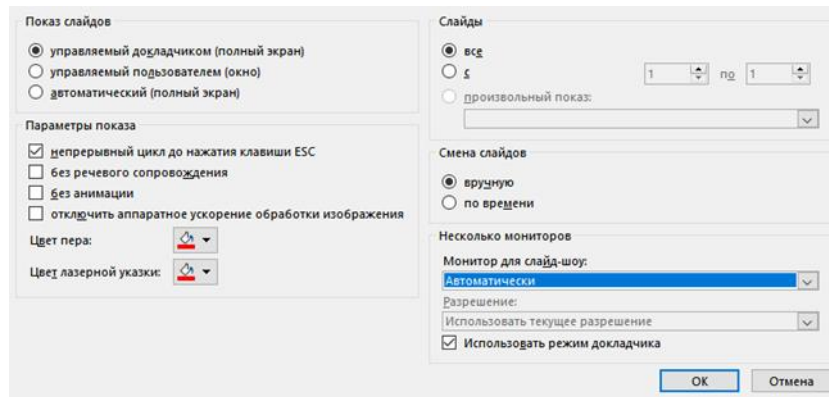 Показ слайдов
управляемый докладчиком (полный экран)
управляемый пользователем (окно)
автоматический (полный экран)
Параметры показа
непрерывный цикл до нажатия клавиши ESC
без речевого сопровождения
без анимации
отключить аппаратное ускорение обработки изображения
Цвет пера:
Цвет лазерной указки:
Слайды
все
с 1 по 1
произвольный показ:
Смена слайдов
вручную
по времени
Несколько мониторов
Монитор для слайд-шоу:
Автоматически
Разрешение:
Использовать текущее разрешение
Использовать режим докладчика
ОК Отмена